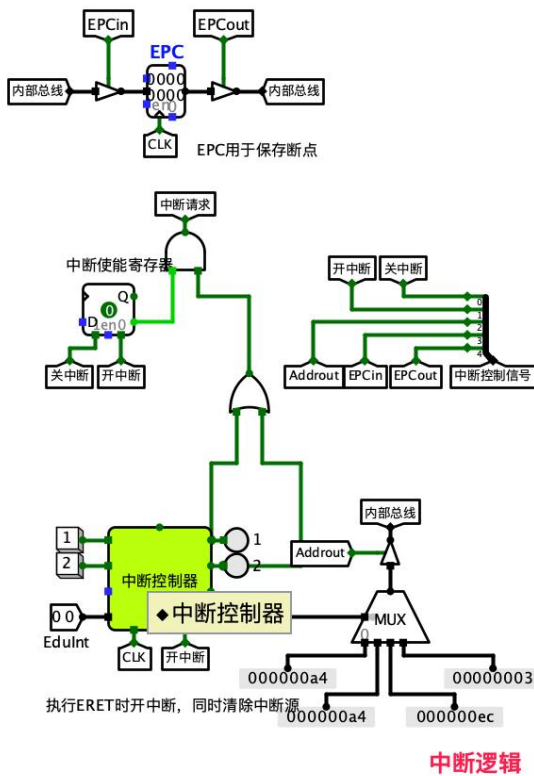 EPCin
EPCout
EPC
内部总线
0000
0000
en0
内部总线
CLK
EPC用于保存断点
中断请求
中断使能寄存器
开中断
关中断
Q
0
D
1en0
0
1
2
3
4
关中断
开中断
Addrout
EPCin
EPCout
中断控制信号
内部总线
1
2
中断控制器
1
2
Addrout
中断控制器
MUX
0
0 0
EduInt
CLK
开中断
000000a4
00000003
执行ERET时开中断，同时清除中断源
000000a4
000000ec
中断逻辑